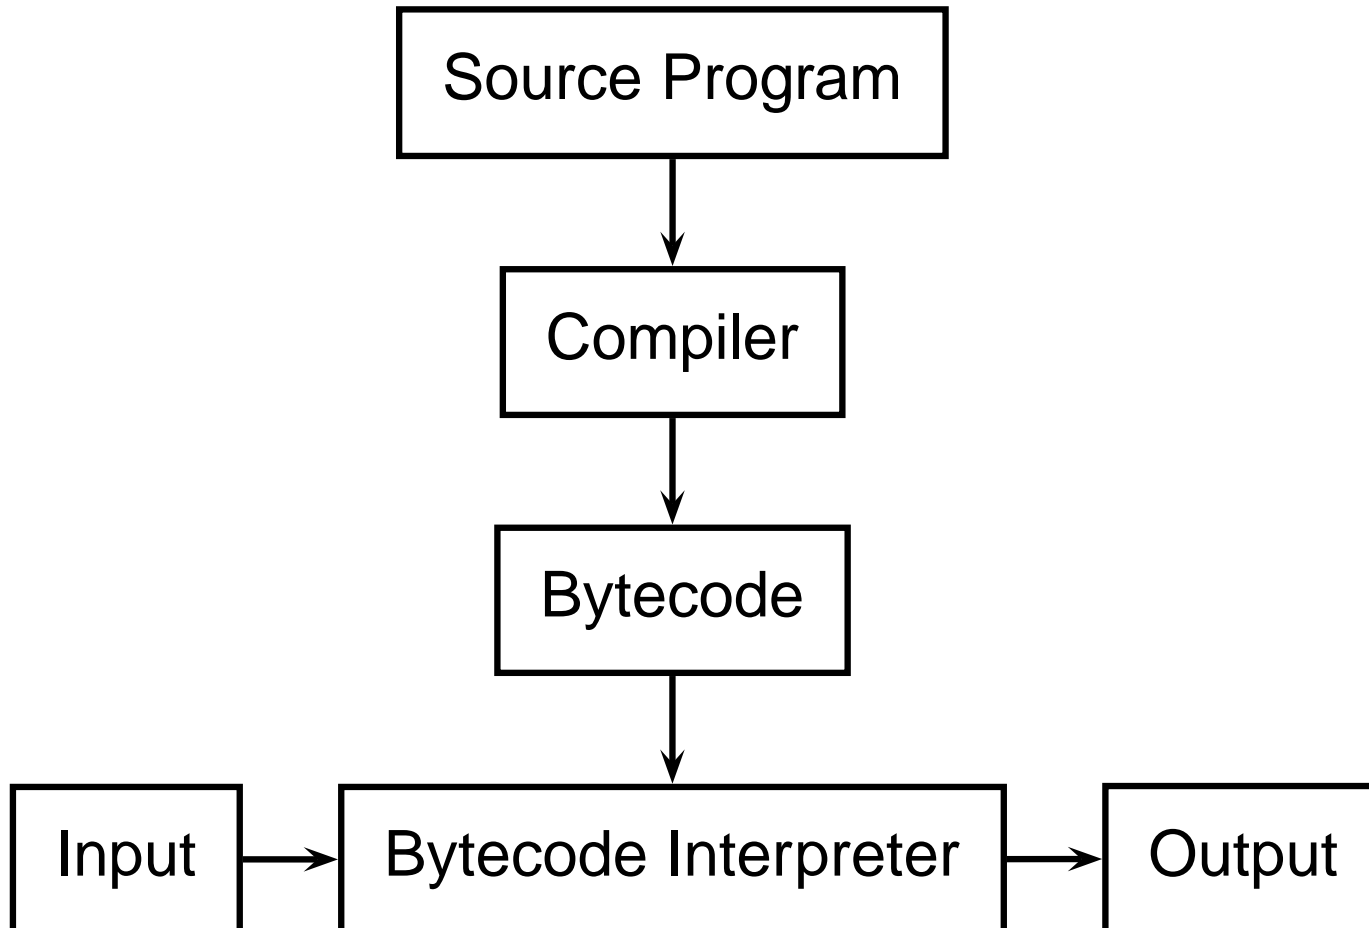 Source Program
Compiler
Bytecode
Input
Bytecode Interpreter
Output